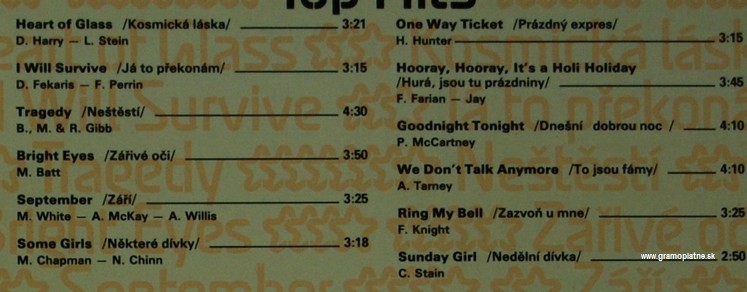 Top Hits
Heart of Glass /Kosmická láska/ 3:21
D. Harry — L. Stein
I Will Survive /Já to překonám/ 3:15
D. Fekaris — F. Perrin
Tragedy /Neštěstí/ 4:30
B., M. & R. Gibb
Bright Eyes /Zářivé oči/ 3:50
M. Batt
September /Září/ 3:25
M. White — A. McKay — A. Willis
Some Girls /Některé dívky/ 3:18
M. Chapman — N. Chinn
One Way Ticket /Prázdný expres/
H. Hunter 3:15
Hooray, Hooray, It's a Holi Holiday
/Hurá, jsou tu prázdniny/ 3:45
F. Farian — Jay
Goodnight Tonight /Dnešní dobrou noc / 4:10
P. McCartney
We Don't Talk Anymore /To jsou fámy/ 4:10
A. Tarney
Ring My Bell /Zazvoň u mne/ 3:25
F. Knight
Sunday Girl /Nedělní dívka/ 2:50
C. Stain
www.gramoplatne.sk